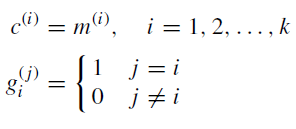 c^{(i)} = m^{(i)}, i = 1, 2, . . . , k
g_i^{(j)} = { 1 j = i
0 j ≠ i